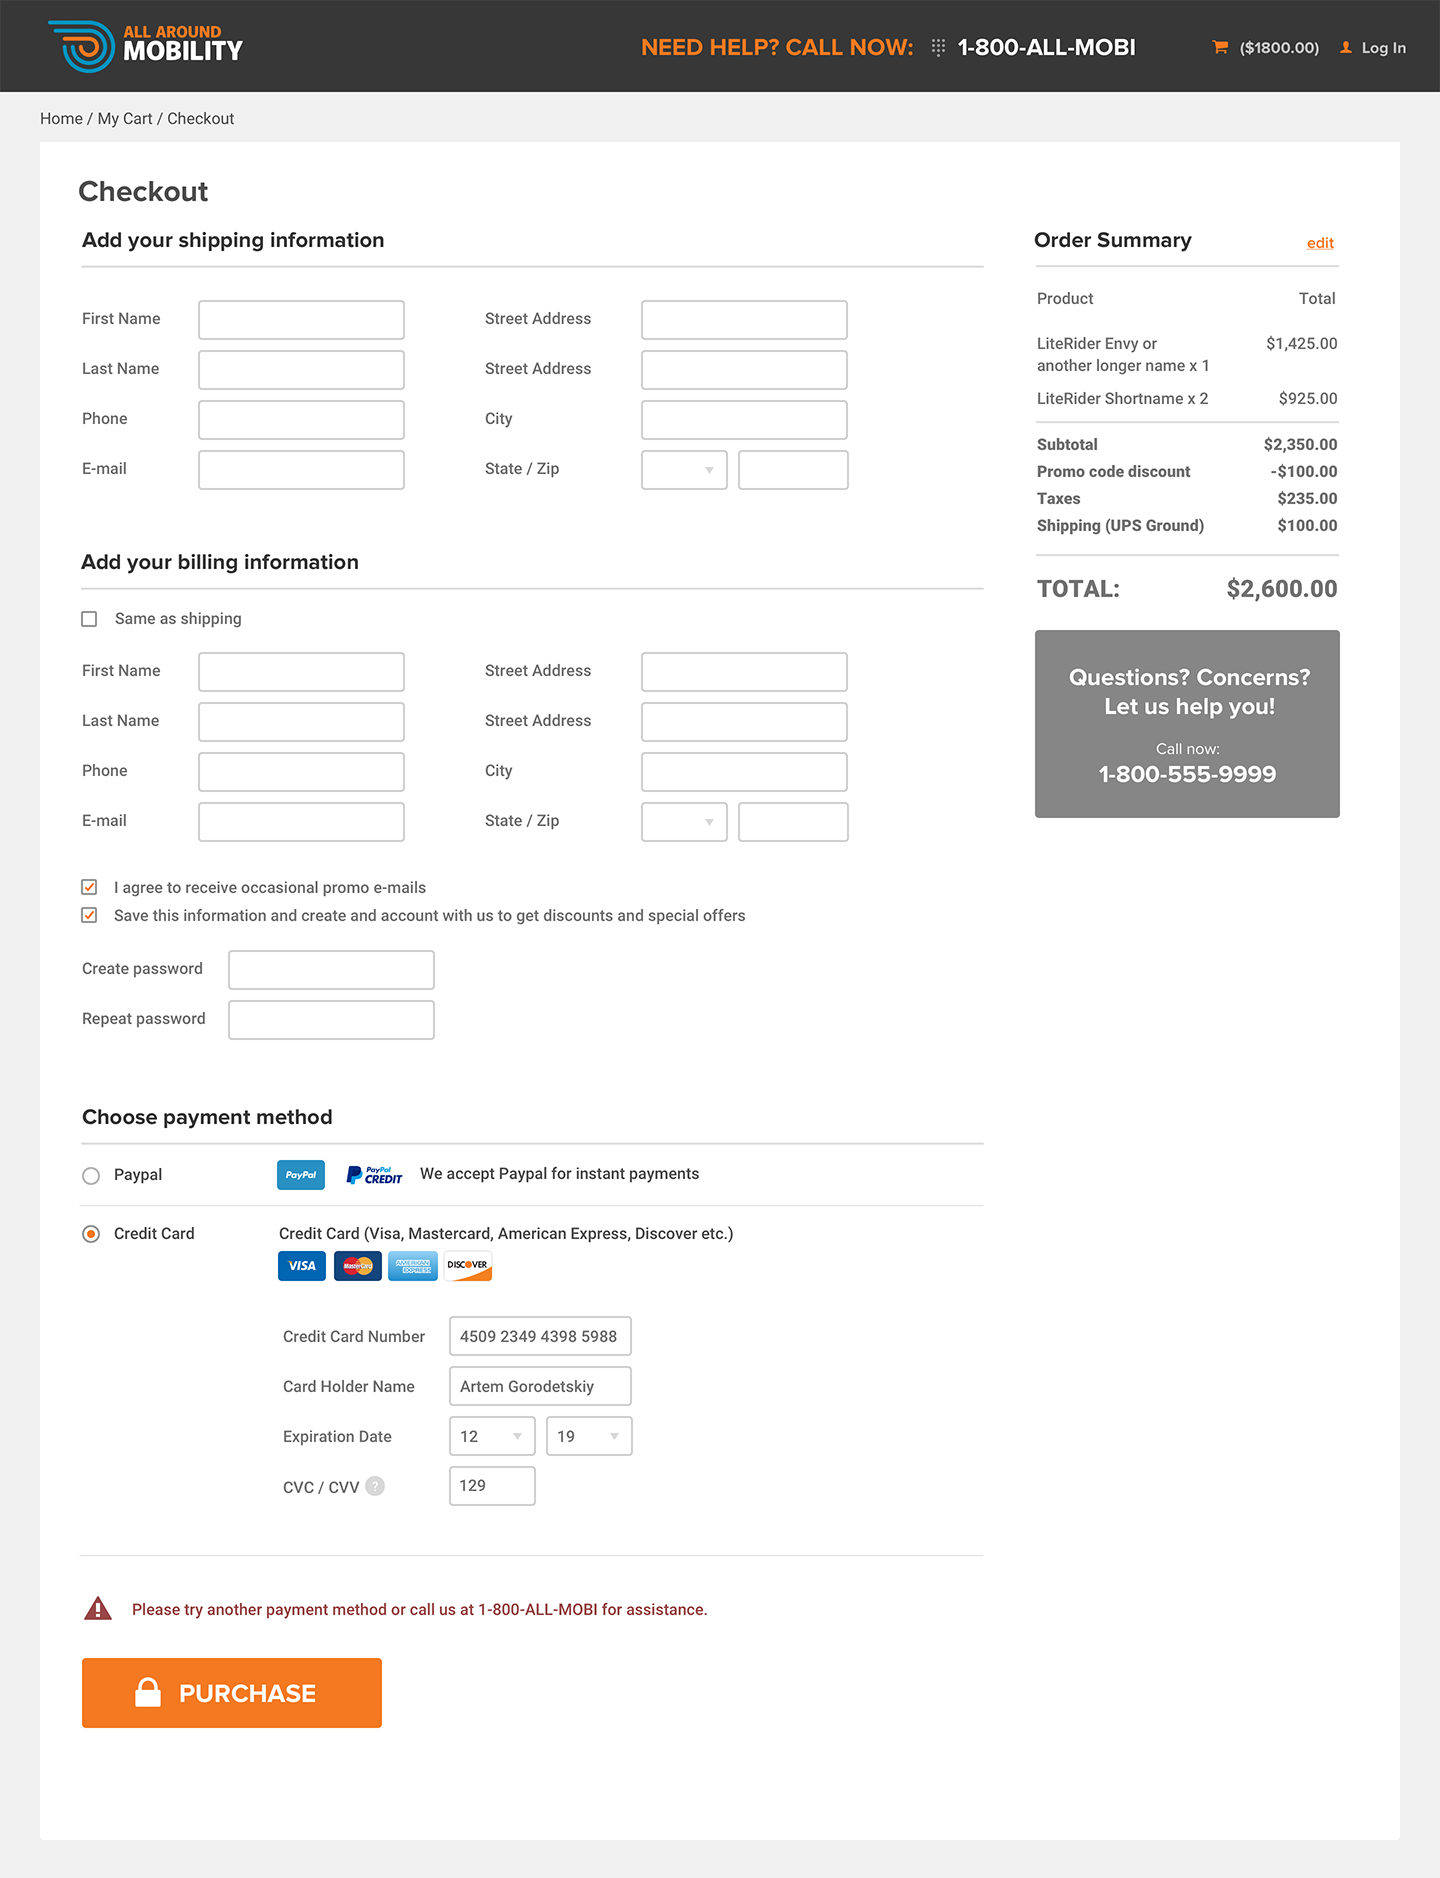 ALL AROUND
MOBILITY
NEED HELP? CALL NOW: 1-800-ALL-MOBI
($1800.00) Log In
Home / My Cart / Checkout
Checkout
Add your shipping information
First Name
Street Address
Last Name
Street Address
Phone
City
E-mail
State / Zip
Add your billing information
Same as shipping
First Name
Street Address
Last Name
Street Address
Phone
City
E-mail
State / Zip
I agree to receive occasional promo e-mails
Save this information and create and account with us to get discounts and special offers
Create password
Repeat password
Choose payment method
Paypal
PayPal
PayPal
CREDIT
We accept Paypal for instant payments
Credit Card
Credit Card (Visa, Mastercard, American Express, Discover etc.)
VISA
MasterCard
AMERICAN
EXPRESS
DISCOVER
Credit Card Number 4509 2349 4398 5988
Card Holder Name Artem Gorodetskiy
Expiration Date 12 19
CVC / CVV ? 129
Please try another payment method or call us at 1-800-ALL-MOBI for assistance.
PURCHASE
Order Summary edit
Product Total
LiteRider Envy or $1,425.00
another longer name x 1
LiteRider Shortname x 2 $925.00
Subtotal $2,350.00
Promo code discount -$100.00
Taxes $235.00
Shipping (UPS Ground) $100.00
TOTAL: $2,600.00
Questions? Concerns?
Let us help you!
Call now:
1-800-555-9999